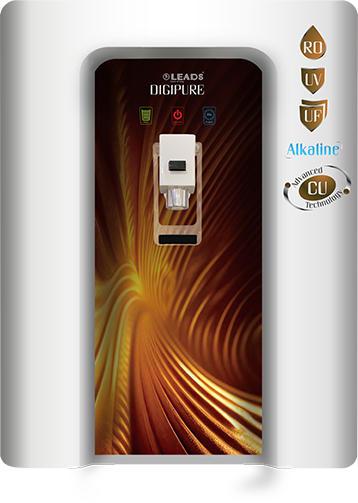 LEADS
DIGIPURE
RO
UV
UF
Alkaline
Advanced
CU
Technology